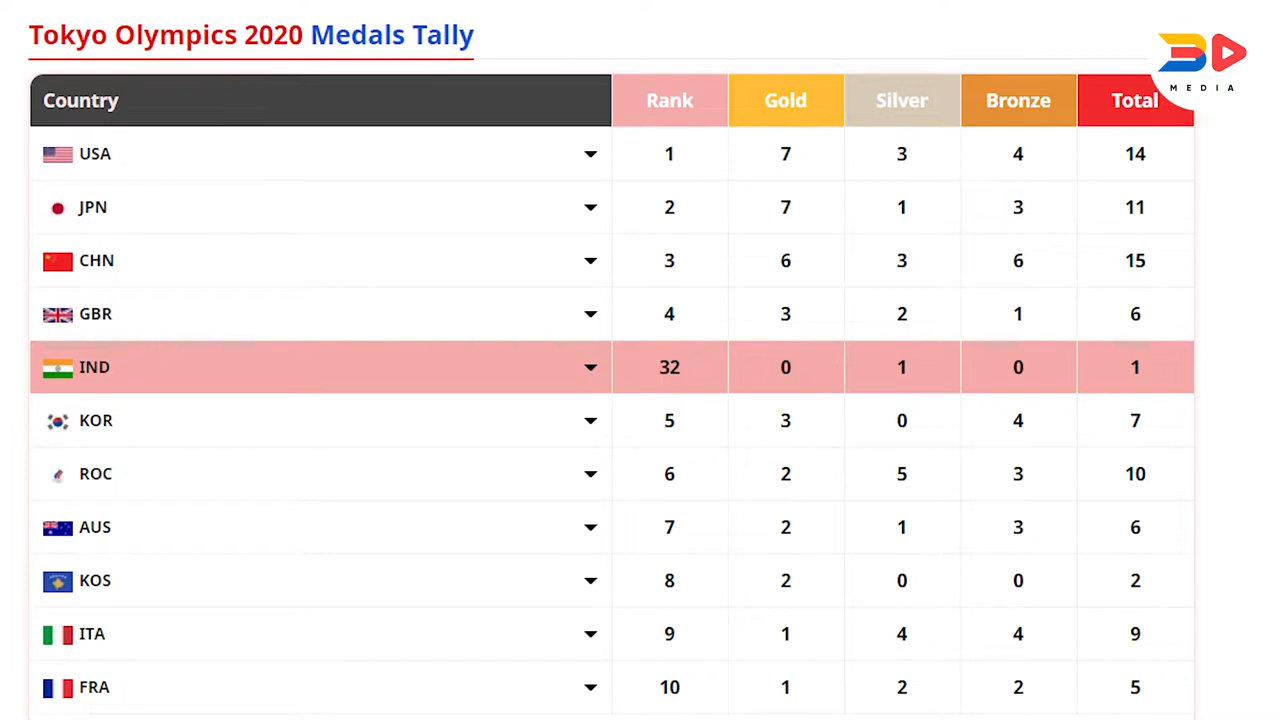 Tokyo Olympics 2020 Medals Tally
MEDIA
Country Rank Gold Silver Bronze Total
USA 1 7 3 4 14
JPN 2 7 1 3 11
CHN 3 6 3 6 15
GBR 4 3 2 1 6
IND 32 0 1 0 1
KOR 5 3 0 4 7
ROC 6 2 5 3 10
AUS 7 2 1 3 6
KOS 8 2 0 0 2
ITA 9 1 4 4 9
FRA 10 1 2 2 5